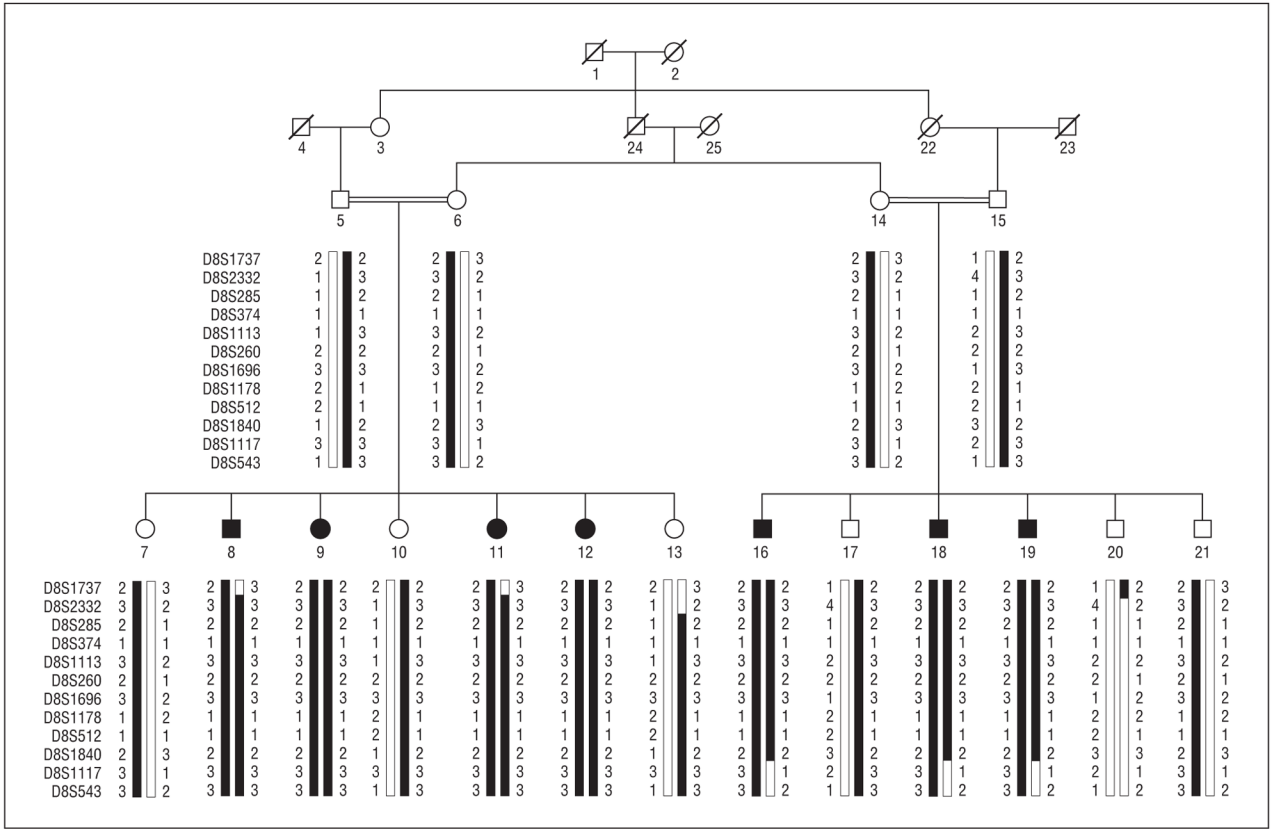 1 2
4 3 24 25 22 23
5 6 14 15
D8S1737 2 2 2 3 2 3 1 2
D8S2332 1 3 3 2 3 2 4 3
D8S285 1 2 2 1 2 1 1 2
D8S374 1 1 1 1 1 1 1 1
D8S1113 1 3 3 2 3 2 2 3
D8S260 2 2 2 1 2 1 2 2
D8S1696 3 3 3 2 3 2 1 3
D8S1178 2 1 1 2 1 2 2 1
D8S512 2 1 1 1 1 1 2 1
D8S1840 1 2 2 3 2 3 3 2
D8S1117 3 3 3 1 3 1 2 3
D8S543 1 3 3 2 3 2 1 3
7 8 9 10 11 12 13 16 17 18 19 20 21
D8S1737 2 3 2 3 2 2 2 2 2 3 2 2 2 3 2 2 1 2 2 2 2 2 1 2 2 3
D8S2332 3 2 3 3 3 3 1 3 3 3 3 3 1 2 3 3 4 3 3 3 3 3 4 2 3 2
D8S285 2 1 2 2 2 2 1 2 2 2 2 2 1 2 2 2 1 2 2 2 2 2 1 1 2 1
D8S374 1 1 1 1 1 1 1 1 1 1 1 1 1 1 1 1 1 1 1 1 1 1 1 1 1 1
D8S1113 3 2 3 3 3 3 1 3 3 3 3 3 1 3 3 3 2 3 3 3 3 3 2 2 3 2
D8S260 2 1 2 2 2 2 2 2 2 2 2 2 2 2 2 2 2 2 2 2 2 2 2 1 2 1
D8S1696 3 2 3 3 3 3 3 3 3 3 3 3 3 3 3 3 1 3 3 3 3 3 1 2 3 2
D8S1178 1 2 1 1 1 1 2 1 1 1 1 1 2 1 1 1 2 1 1 1 1 1 2 2 1 2
D8S512 1 1 1 1 1 1 2 1 1 1 1 1 2 1 1 1 2 1 1 1 1 1 2 1 1 1
D8S1840 2 3 2 2 2 2 1 2 2 2 2 2 1 2 2 2 3 2 2 2 2 2 3 3 2 3
D8S1117 3 1 3 3 3 3 3 3 3 3 3 3 3 3 3 1 2 3 3 1 3 1 2 1 3 1
D8S543 3 2 3 3 3 3 1 3 3 3 3 3 1 3 3 2 1 3 3 2 3 2 1 2 3 2